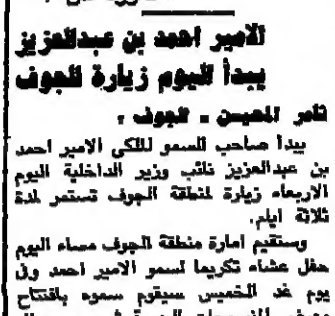 الامير احمد بن عبدالعزيز
يبدأ اليوم زيارة للجوف
ثامر المحيسن - الجوف :
يبدأ صاحب السمو الملكي الامير احمد
بن عبدالعزيز نائب وزير الداخلية اليوم
الاربعاء زيارة لمنطقة الجوف تستمر لمدة
ثلاثة ايام.
وستقيم امارة منطقة الجوف مساء اليوم
حفل عشاء تكريما لسمو الامير احمد وفى
يوم غد الخميس سيقوم سموه بافتتاح